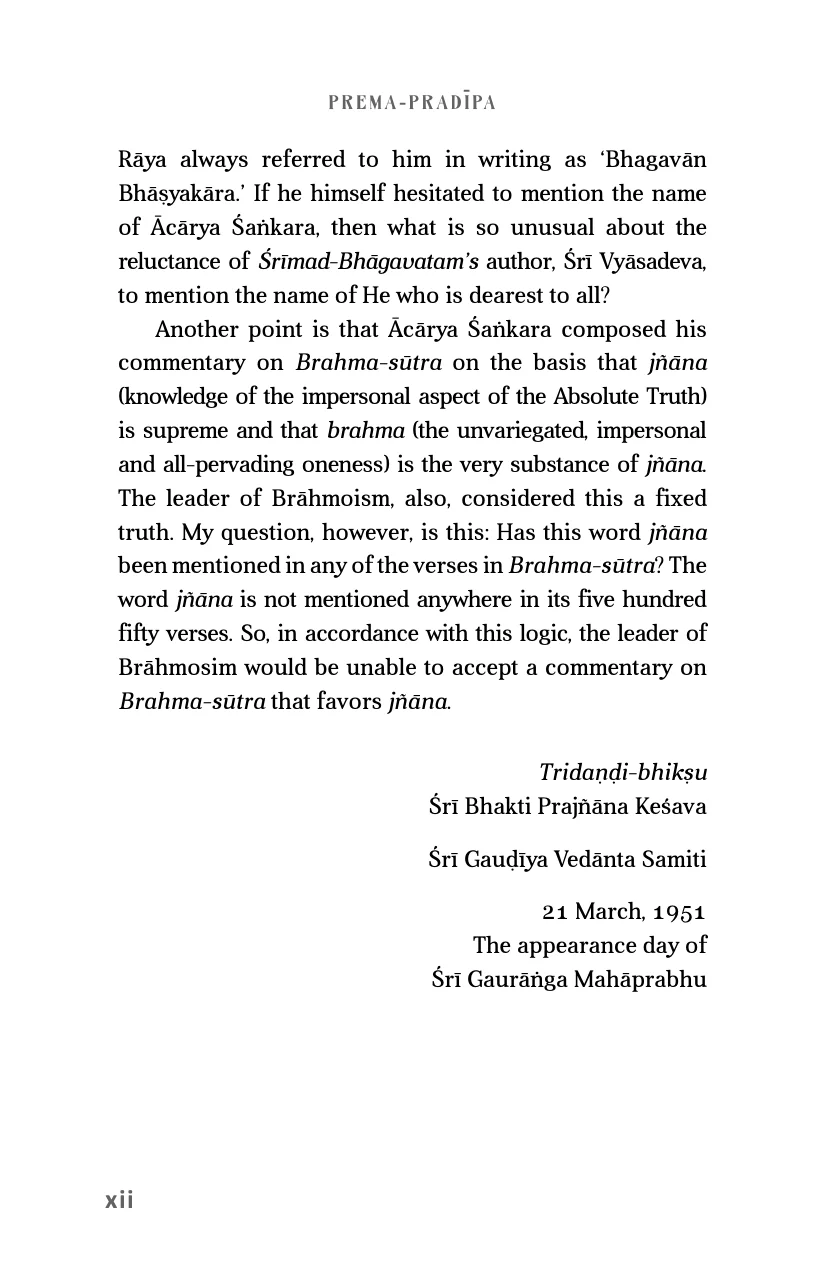 PREMA-PRADĪPA
Rāya always referred to him in writing as ‘Bhagavān
Bhāṣyakāra.’ If he himself hesitated to mention the name
of Ācārya Śaṅkara, then what is so unusual about the
reluctance of Śrīmad-Bhāgavatam’s author, Śrī Vyāsadeva,
to mention the name of He who is dearest to all?
Another point is that Ācārya Śaṅkara composed his
commentary on Brahma-sūtra on the basis that jñāna
(knowledge of the impersonal aspect of the Absolute Truth)
is supreme and that brahma (the unvariegated, impersonal
and all-pervading oneness) is the very substance of jñāna.
The leader of Brāhmoism, also, considered this a fixed
truth. My question, however, is this: Has this word jñāna
been mentioned in any of the verses in Brahma-sūtra? The
word jñāna is not mentioned anywhere in its five hundred
fifty verses. So, in accordance with this logic, the leader of
Brāhmosim would be unable to accept a commentary on
Brahma-sūtra that favors jñāna.
Tridaṇḍi-bhikṣu
Śrī Bhakti Prajñāna Keśava
Śrī Gauḍīya Vedānta Samiti
21 March, 1951
The appearance day of
Śrī Gaurāṅga Mahāprabhu
xii